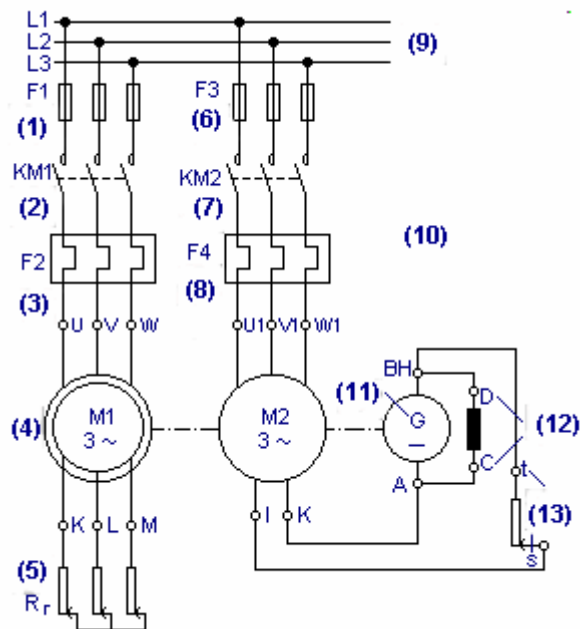 L1
L2 (9)
L3
F1 F3
(1) (6)
KM1 KM2
(2) (7)
(10)
F2 F4
(3) (8)
U V W U1 V1 W1
BH
(11) D
(4) M1 M2 G (12)
3 ~ 3 ~ –
A C t
K L M I K (13)
(5) s
Rr